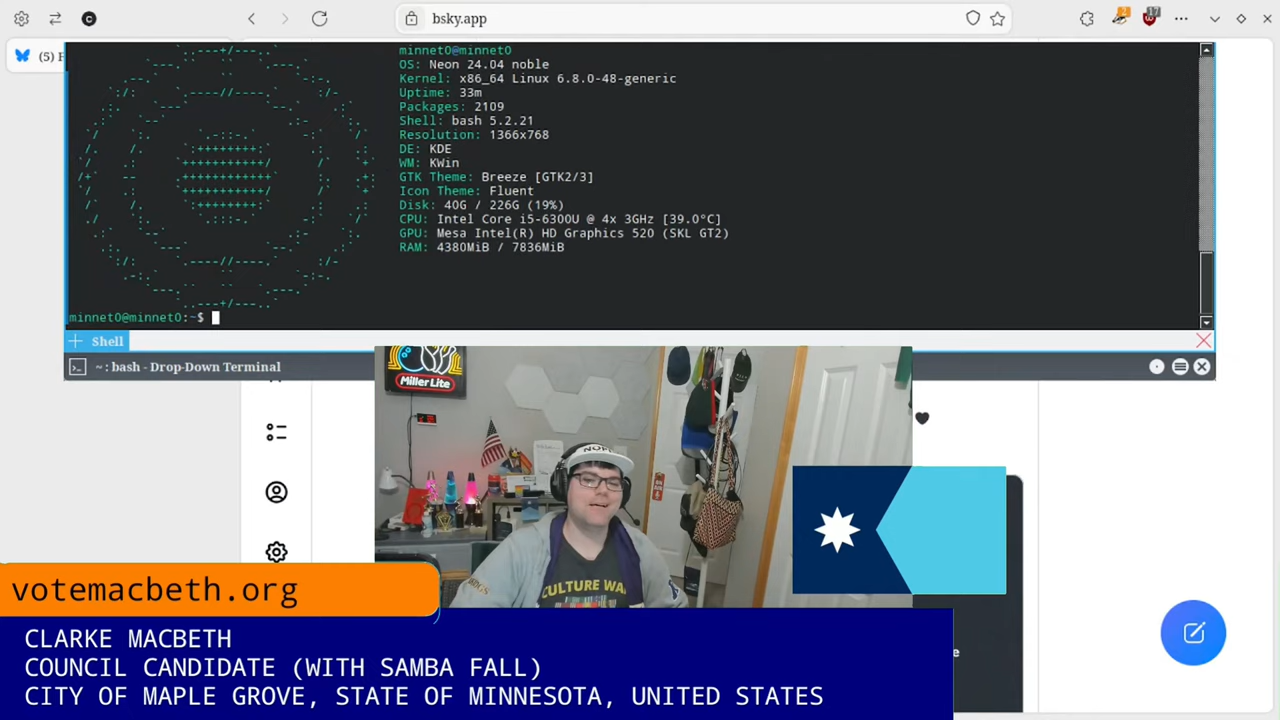 bsky.app
2
17
(5) F
minnet0@minnet0
OS: Neon 24.04 noble
Kernel: x86_64 Linux 6.8.0-48-generic
Uptime: 33m
Packages: 2109
Shell: bash 5.2.21
Resolution: 1366x768
DE: KDE
WM: KWin
GTK Theme: Breeze [GTK2/3]
Icon Theme: Fluent
Disk: 40G / 226G (19%)
CPU: Intel Core i5-6300U @ 4x 3GHz [39.0°C]
GPU: Mesa Intel(R) HD Graphics 520 (SKL GT2)
RAM: 4380MiB / 7836MiB
minnet0@minnet0:~$
Shell
~ : bash - Drop-Down Terminal
Miller Lite
CULTURE WA
votemacbeth.org
CLARKE MACBETH
COUNCIL CANDIDATE (WITH SAMBA FALL)
CITY OF MAPLE GROVE, STATE OF MINNESOTA, UNITED STATES